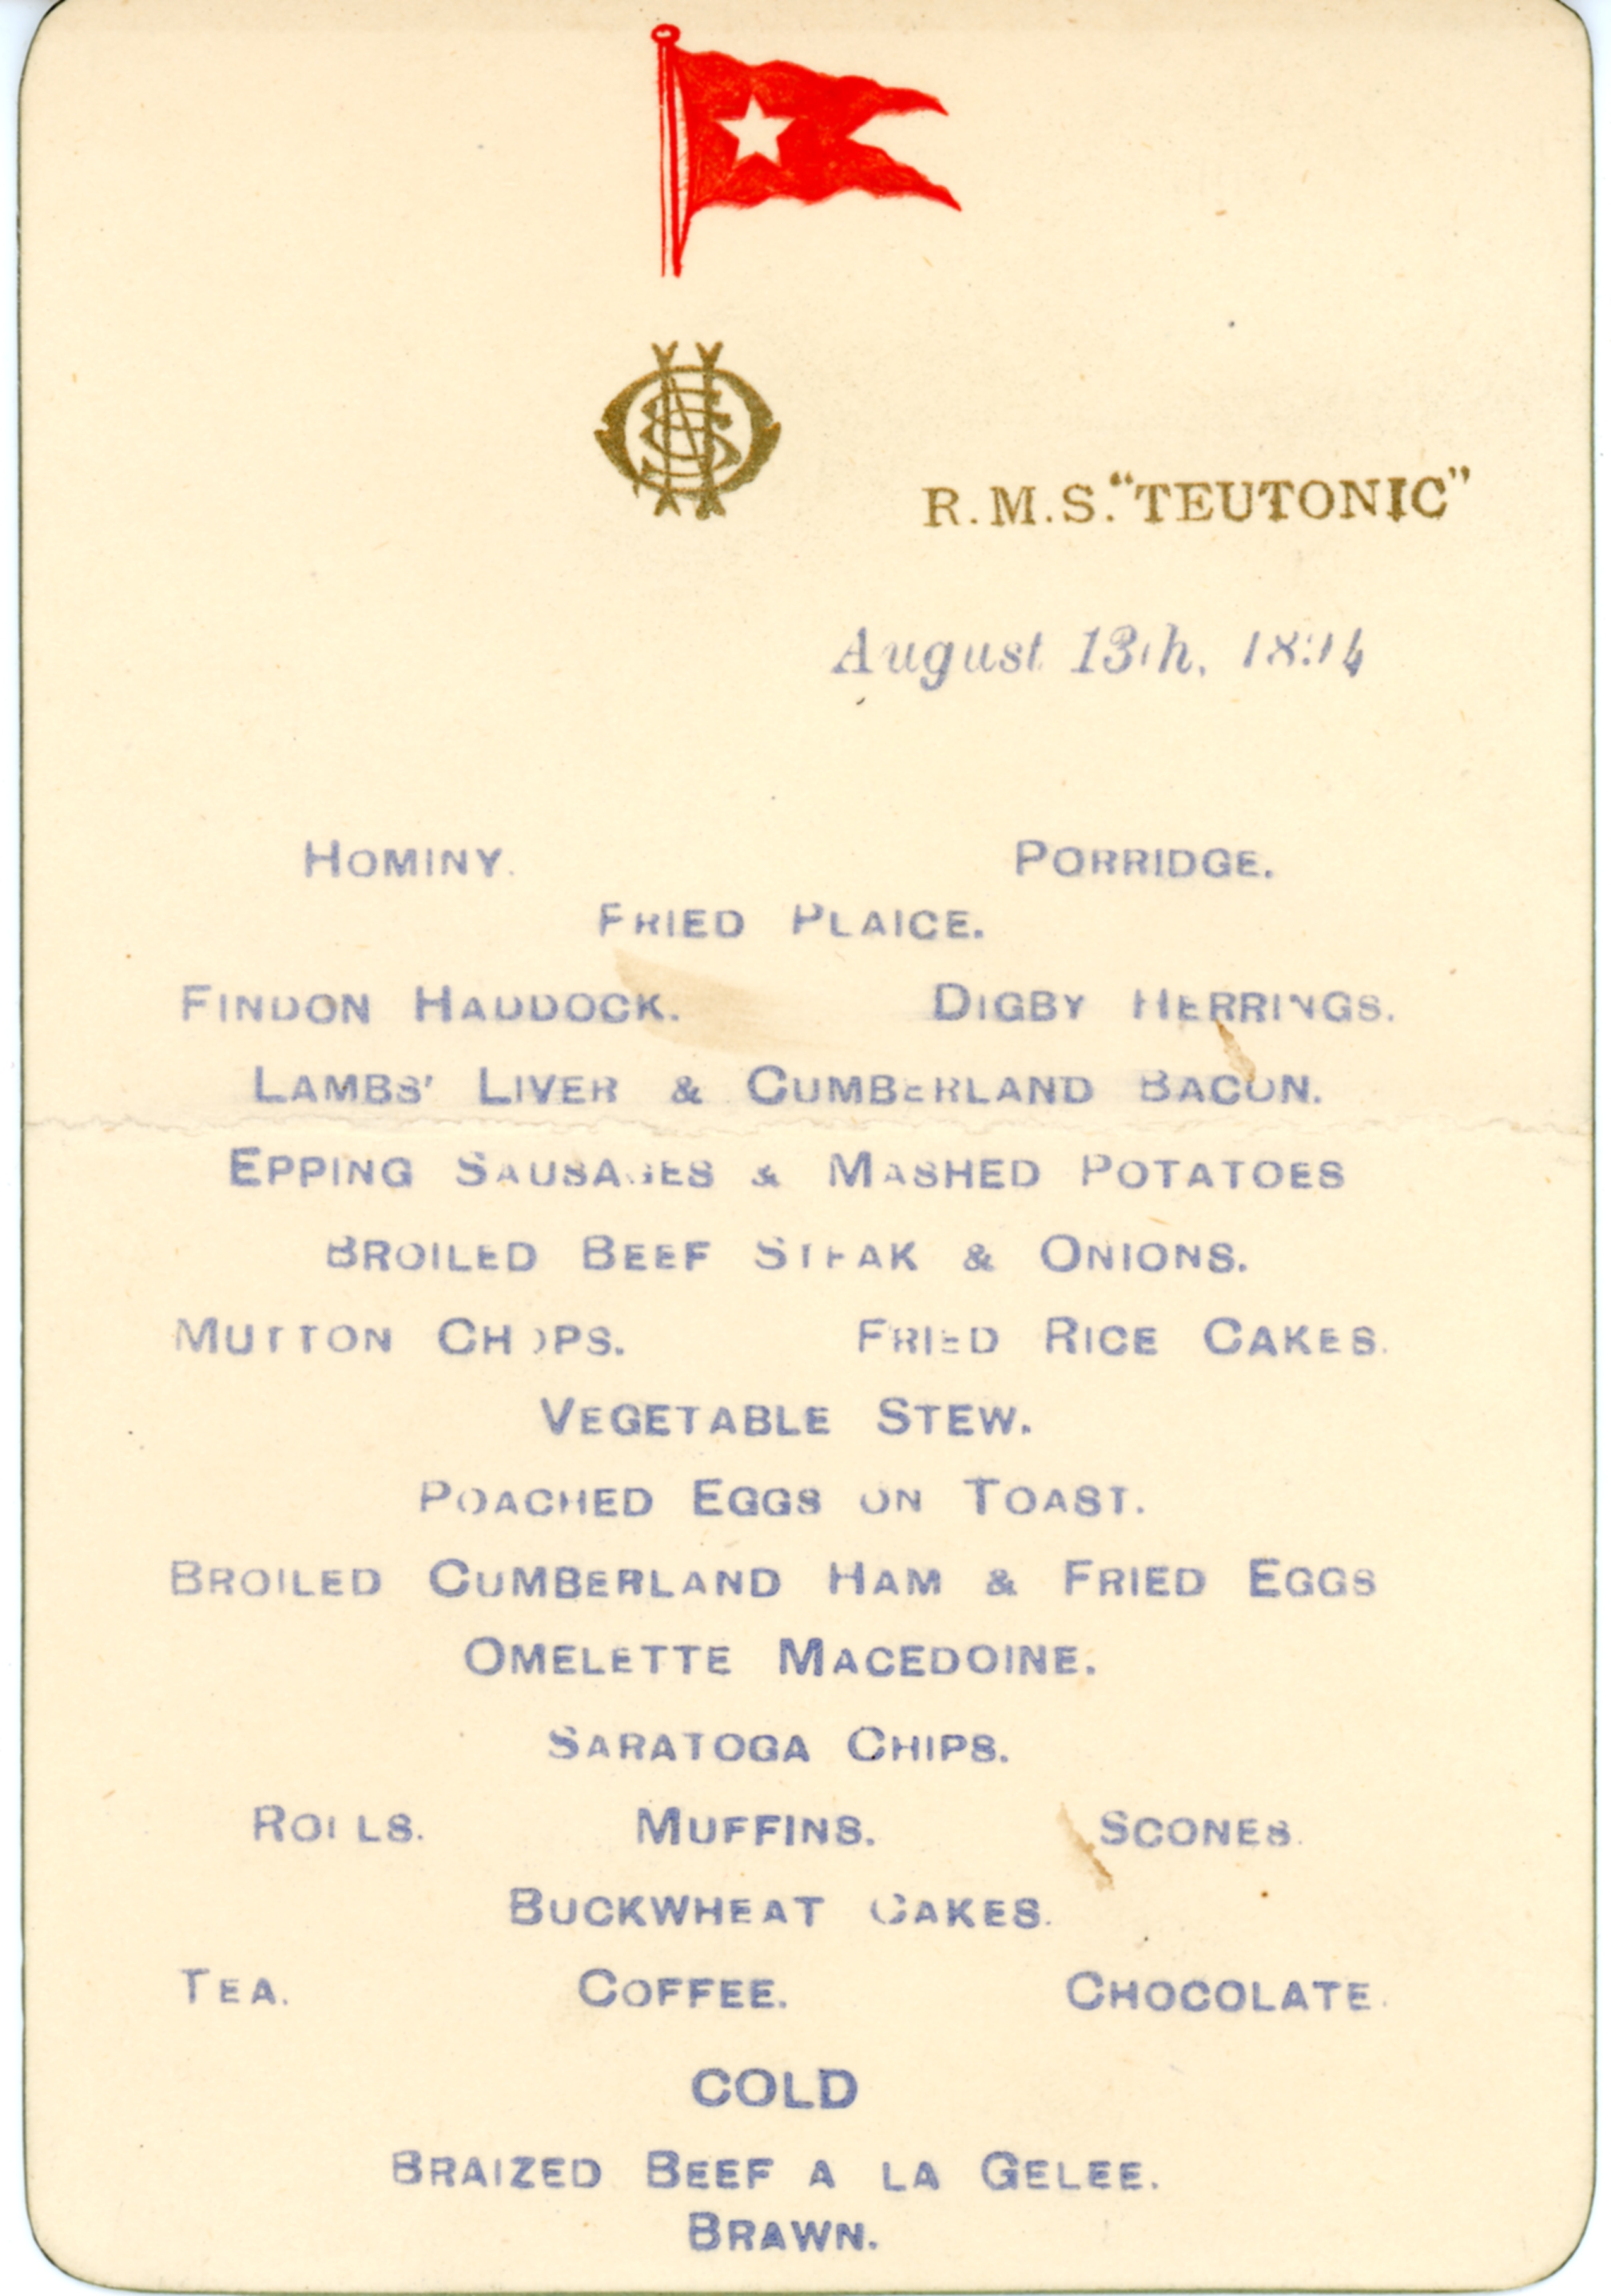 R.M.S. "TEUTONIC"
August 13th, 1894
HOMINY. PORRIDGE.
FRIED PLAICE.
FINDON HADDOCK. DIGBY HERRINGS.
LAMBS' LIVER & CUMBERLAND BACON.
EPPING SAUSAGES & MASHED POTATOES
BROILED BEEF STEAK & ONIONS.
MUTTON CHOPS. FRIED RICE CAKES.
VEGETABLE STEW.
POACHED EGGS ON TOAST.
BROILED CUMBERLAND HAM & FRIED EGGS
OMELETTE MACEDOINE.
SARATOGA CHIPS.
ROLLS. MUFFINS. SCONES.
BUCKWHEAT CAKES.
TEA. COFFEE. CHOCOLATE.
COLD
BRAIZED BEEF A LA GELEE.
BRAWN.